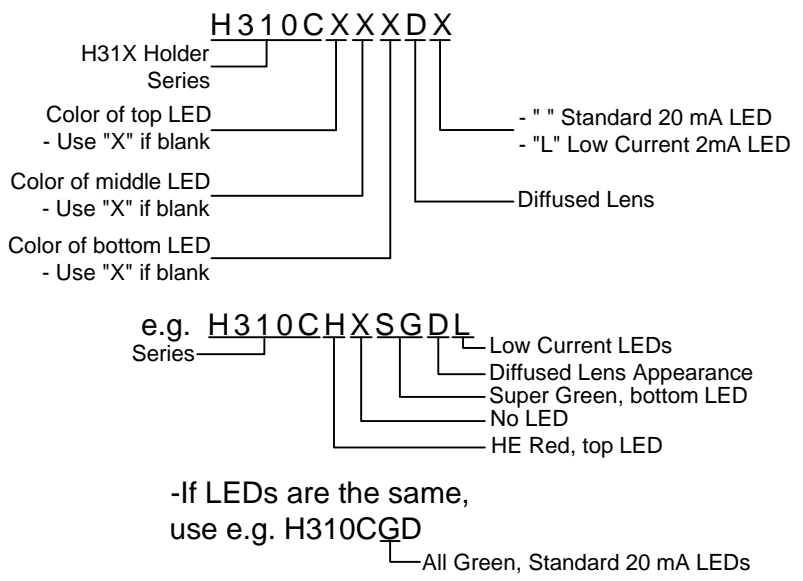 H310CXXXDX
H31X Holder
Series
Color of top LED
- Use "X" if blank
Color of middle LED
- Use "X" if blank
Color of bottom LED
- Use "X" if blank
- " " Standard 20 mA LED
- "L" Low Current 2mA LED
Diffused Lens
e.g. H310CHXSGDL
Series
Low Current LEDs
Diffused Lens Appearance
Super Green, bottom LED
No LED
HE Red, top LED
-If LEDs are the same,
use e.g. H310CGD
All Green, Standard 20 mA LEDs